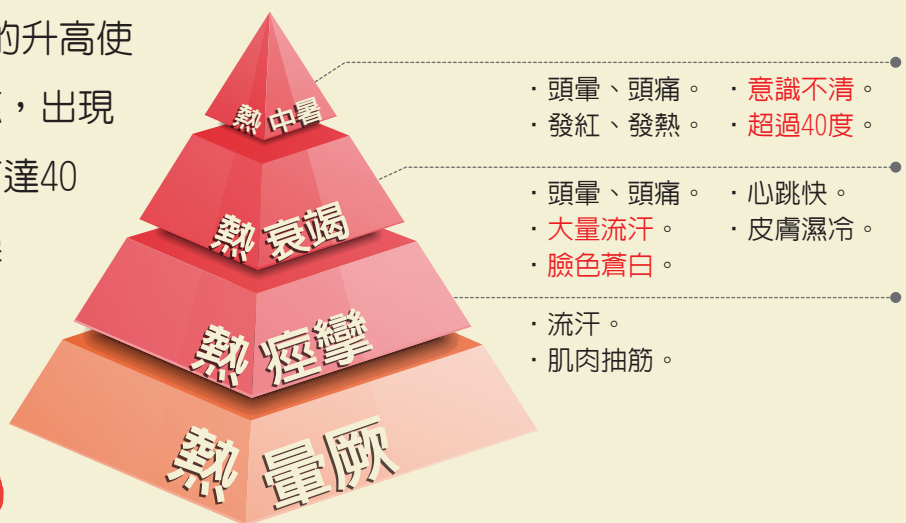 的升高使
，出現
達40
熱中暑
熱衰竭
熱痙攣
熱暈厥
·頭暈、頭痛。 ·意識不清。
·發紅、發熱。 ·超過40度。
·頭暈、頭痛。 ·心跳快。
·大量流汗。 ·皮膚濕冷。
·臉色蒼白。
·流汗。
·肌肉抽筋。